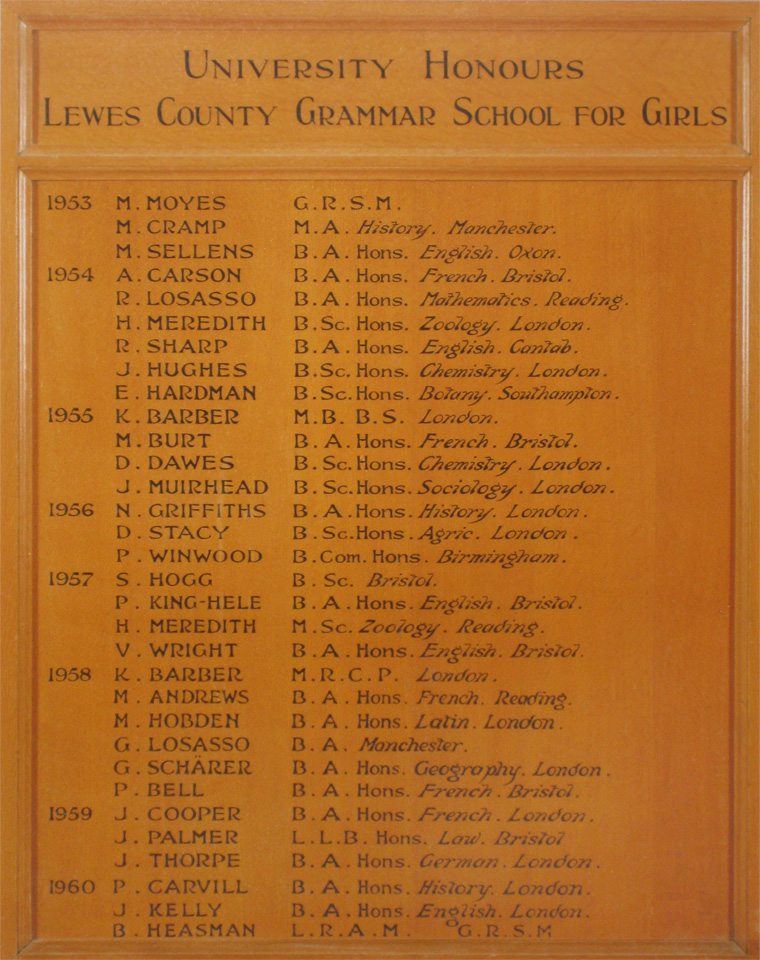 UNIVERSITY HONOURS
LEWES COUNTY GRAMMAR SCHOOL FOR GIRLS
1953 M. MOYES G.R.S.M.
M. CRAMP M.A. History. Manchester.
M. SELLENS B.A. Hons. English. Oxon.
1954 A. CARSON B.A. Hons. French. Bristol.
R. LOSASSO B.A. Hons. Mathematics. Reading.
H. MEREDITH B.Sc. Hons. Zoology. London.
R. SHARP B.A. Hons. English. Cantab.
J. HUGHES B.Sc. Hons. Chemistry. London.
E. HARDMAN B.Sc. Hons. Botany. Southampton.
1955 K. BARBER M.B. B.S. London.
M. BURT B.A. Hons. French. Bristol.
D. DAWES B.Sc. Hons. Chemistry. London.
J. MUIRHEAD B.Sc. Hons. Sociology. London.
1956 N. GRIFFITHS B.A. Hons. History. London.
D. STACY B.Sc. Hons. Agric. London.
P. WINWOOD B.Com. Hons. Birmingham.
1957 S. HOGG B.Sc. Bristol.
P. KING-HELE B.A. Hons. English. Bristol.
H. MEREDITH M.Sc. Zoology. Reading.
V. WRIGHT B.A. Hons. English. Bristol.
1958 K. BARBER M.R.C.P. London.
M. ANDREWS B.A. Hons. French. Reading.
M. HOBDEN B.A. Hons. Latin. London.
G. LOSASSO B.A. Manchester.
G. SCHÄRER B.A. Hons. Geography. London.
P. BELL B.A. Hons. French. Bristol.
1959 J. COOPER B.A. Hons. French. London.
J. PALMER L.L.B. Hons. Law. Bristol
J. THORPE B.A. Hons. German. London.
1960 P. CARVILL B.A. Hons. History. London.
J. KELLY B.A. Hons. English. London.
B. HEASMAN L.R.A.M. G.R.S.M